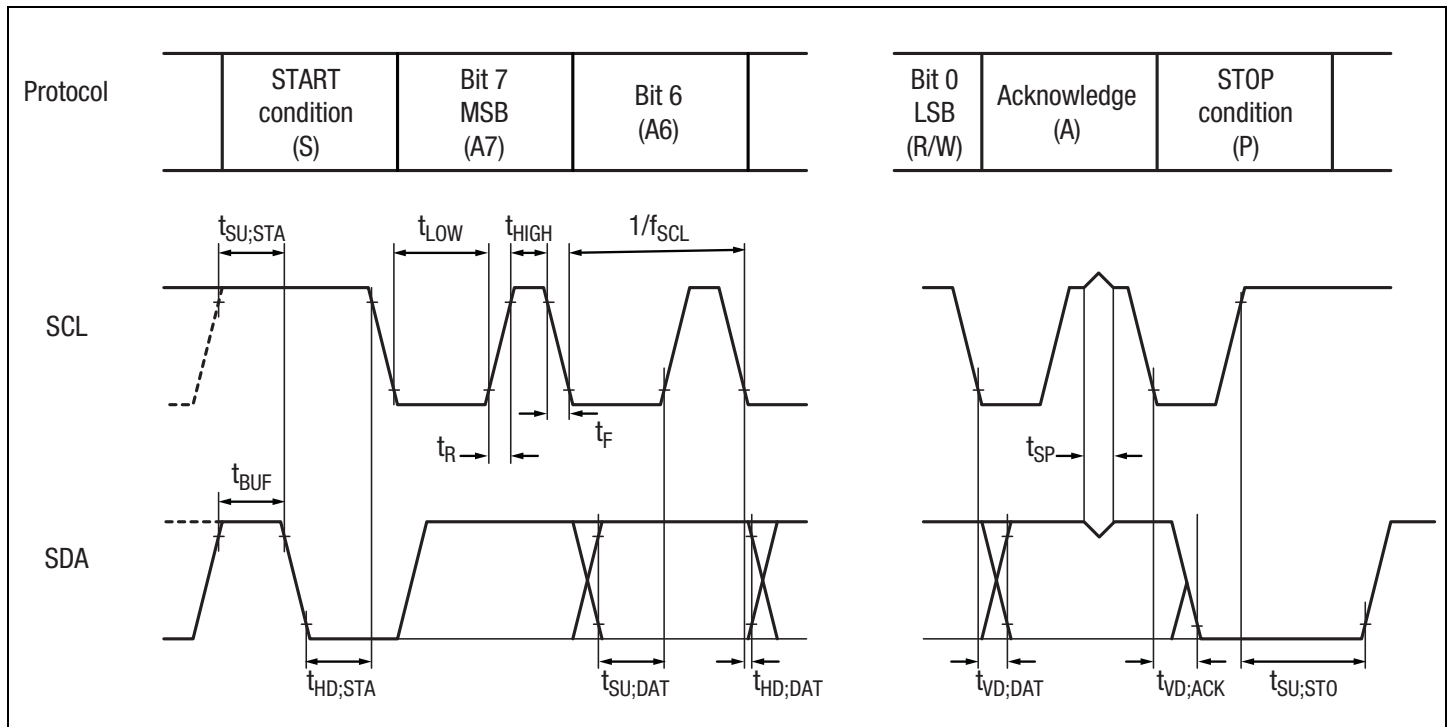 Protocol
START
condition
(S)
Bit 7
MSB
(A7)
Bit 6
(A6)
Bit 0
LSB
(R/W)
Acknowledge
(A)
STOP
condition
(P)
tSU;STA
tLOW
tHIGH
1/fSCL
SCL
tR
tF
tSP
tBUF
SDA
tHD;STA
tSU;DAT
tHD;DAT
tVD;DAT
tVD;ACK
tSU;STO